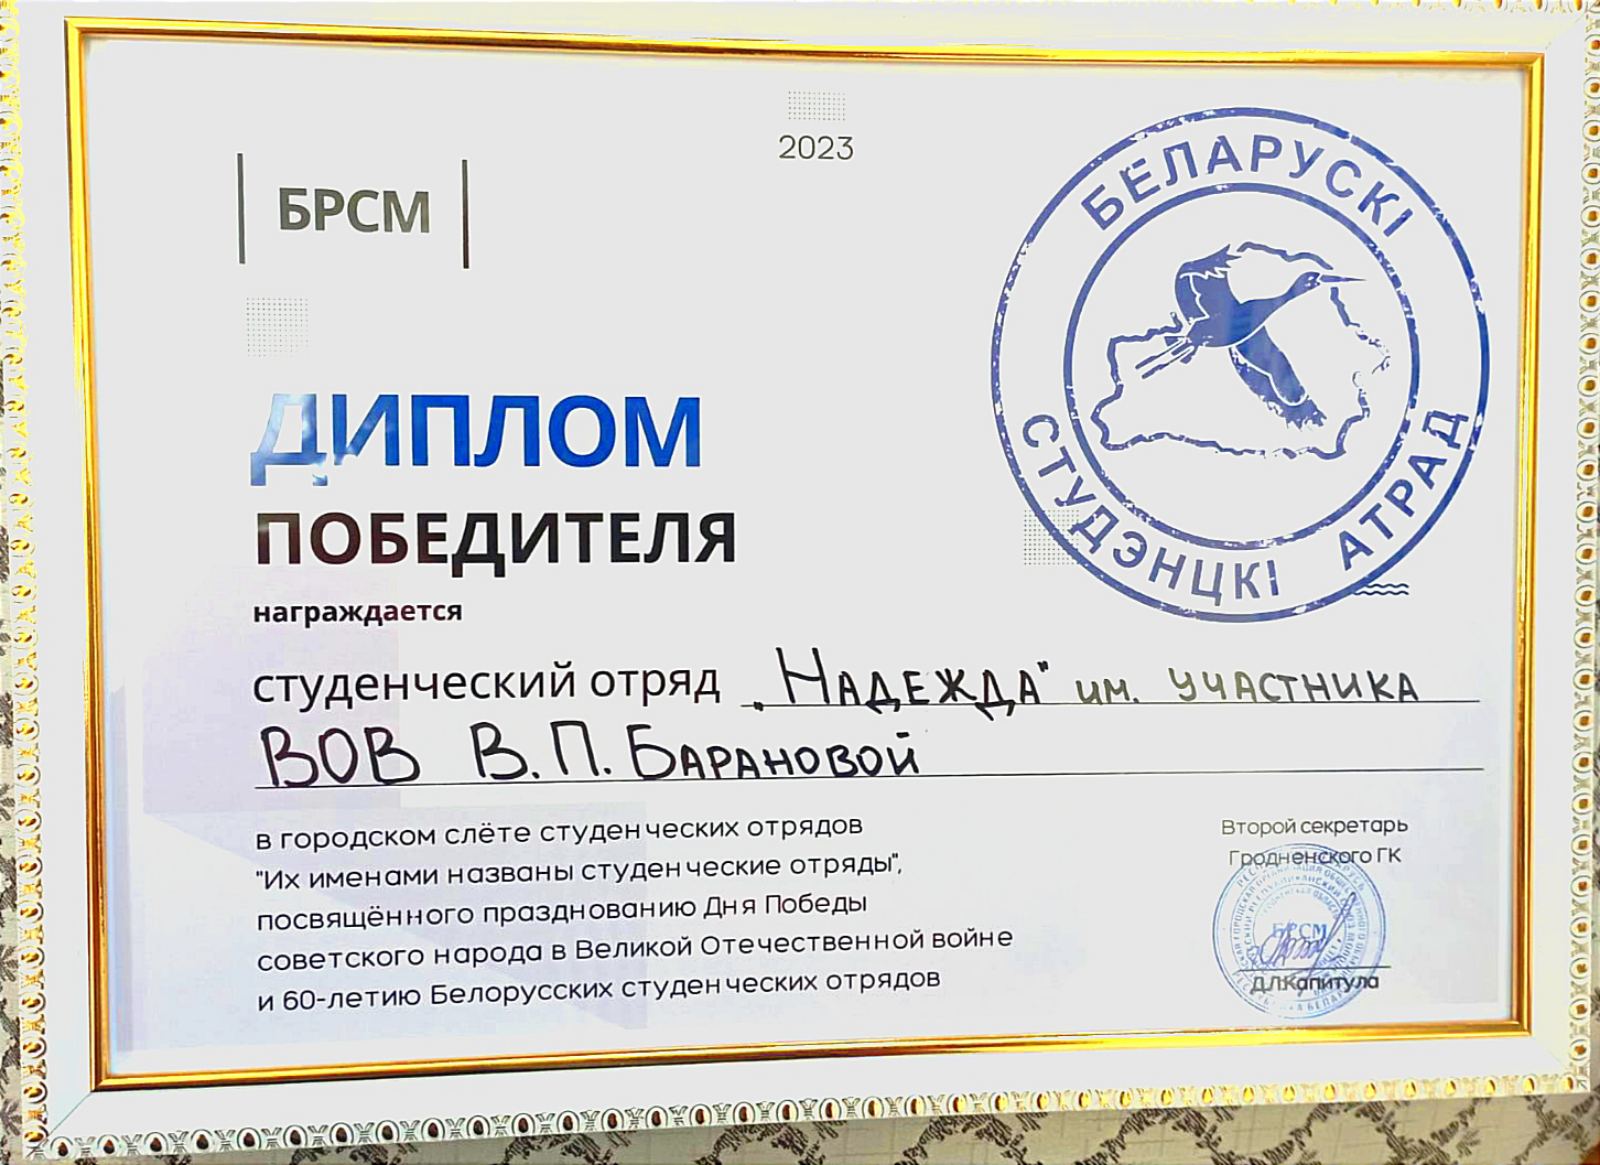 2023
БРСМ
БЕЛАРУСКІ
СТУДЭНЦКІ АТРАД
ДИПЛОМ
ПОБЕДИТЕЛЯ
награждается
студенческий отряд „НАДЕЖДА" им. УЧАСТНИКА
ВОВ В.П. БАРАНОВОЙ
в городском слёте студенческих отрядов
"Их именами названы студенческие отряды",
посвящённого празднованию Дня Победы
советского народа в Великой Отечественной войне
и 60-летию Белорусских студенческих отрядов
Второй секретарь
Гродненского ГК
БРСМ
Д.Л.Капитула